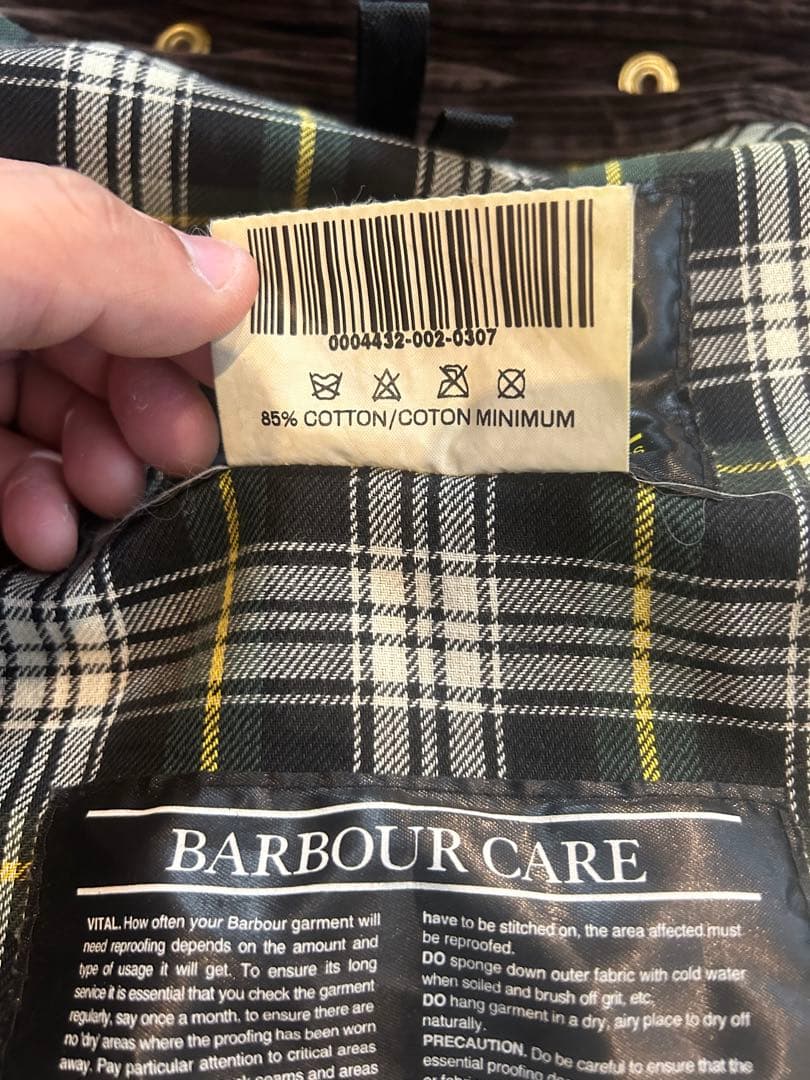 0004432-002-0307
85% COTTON/COTON MINIMUM
BARBOUR CARE
VITAL. How often your Barbour garment will
need reproofing depends on the amount and
type of usage it will get. To ensure its long
service it is essential that you check the garment
regularly, say once a month, to ensure there are
no 'dry' areas where the proofing has been worn
away. Pay particular attention to critical areas
seams and areas
have to be stitched on, the area affected must
be reproofed.
DO sponge down outer fabric with cold water
when soiled and brush off grit, etc.
DO hang garment in a dry, airy place to dry off
naturally.
PRECAUTION. Do be careful to ensure that the
essential proofing